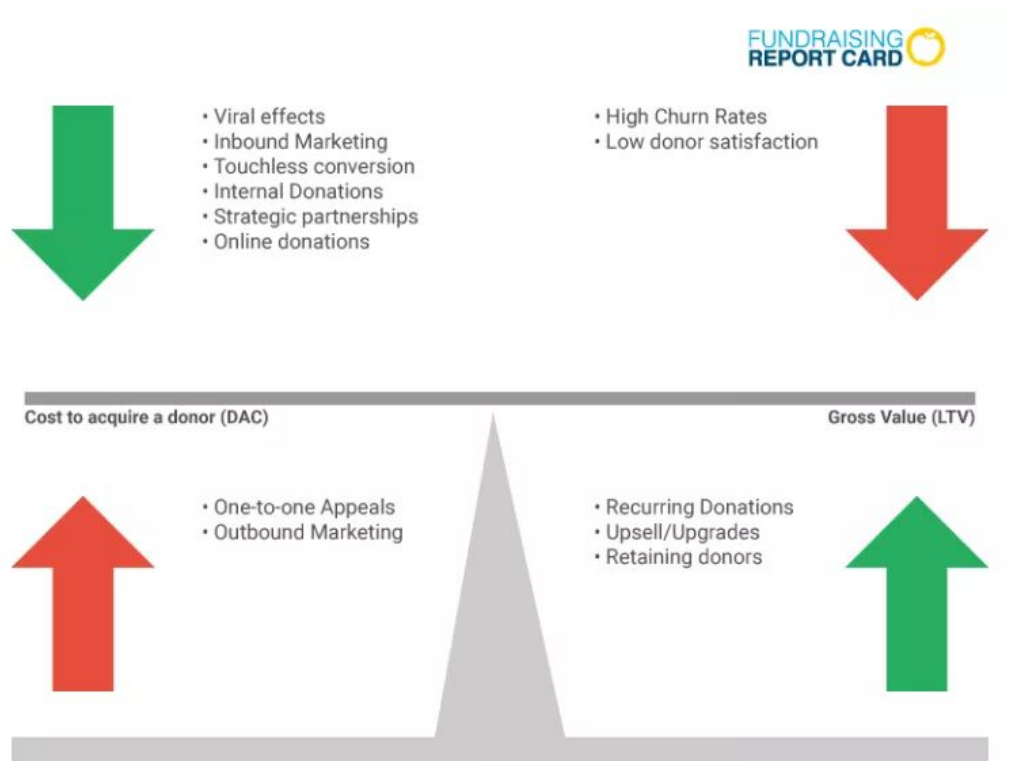 FUNDRAISING
REPORT CARD
• Viral effects
• Inbound Marketing
• Touchless conversion
• Internal Donations
• Strategic partnerships
• Online donations
• High Churn Rates
• Low donor satisfaction
Cost to acquire a donor (DAC)
Gross Value (LTV)
• One-to-one Appeals
• Outbound Marketing
• Recurring Donations
• Upsell/Upgrades
• Retaining donors